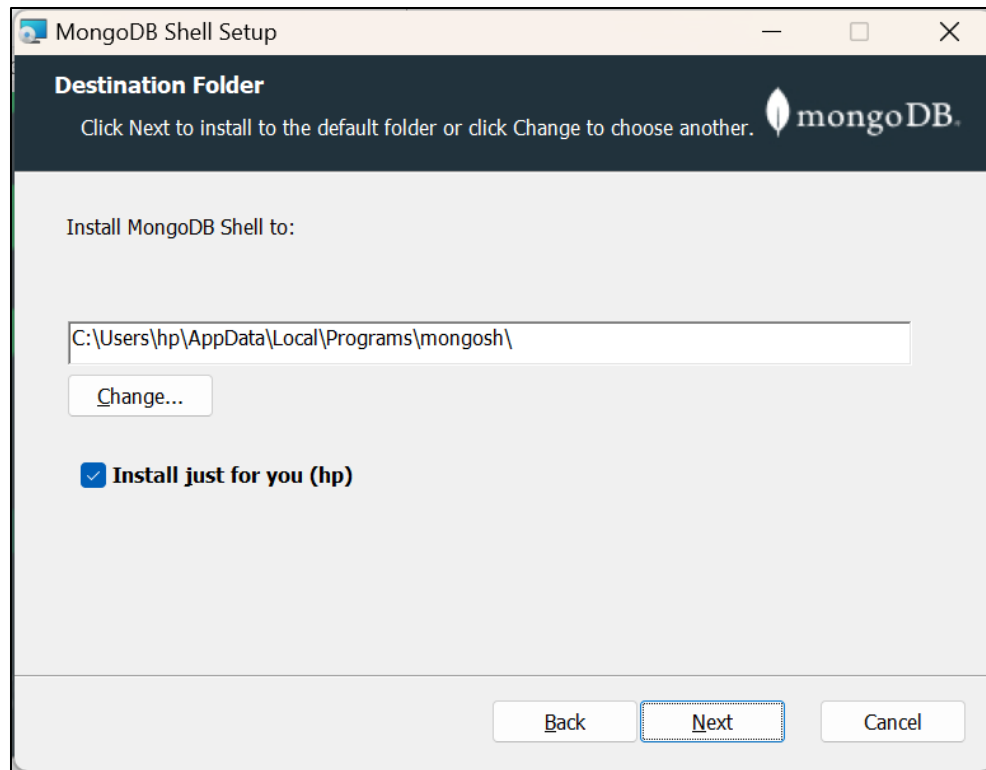 MongoDB Shell Setup
Destination Folder
Click Next to install to the default folder or click Change to choose another.
mongoDB.
Install MongoDB Shell to:
C:\Users\hp\AppData\Local\Programs\mongosh\
Change...
Install just for you (hp)
Back Next Cancel